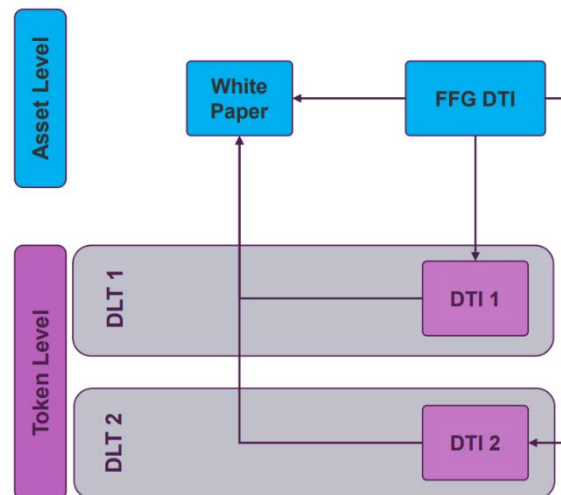 Asset Level
White
Paper
FFG DTI
Token Level
DLT 1
DTI 1
DLT 2
DTI 2